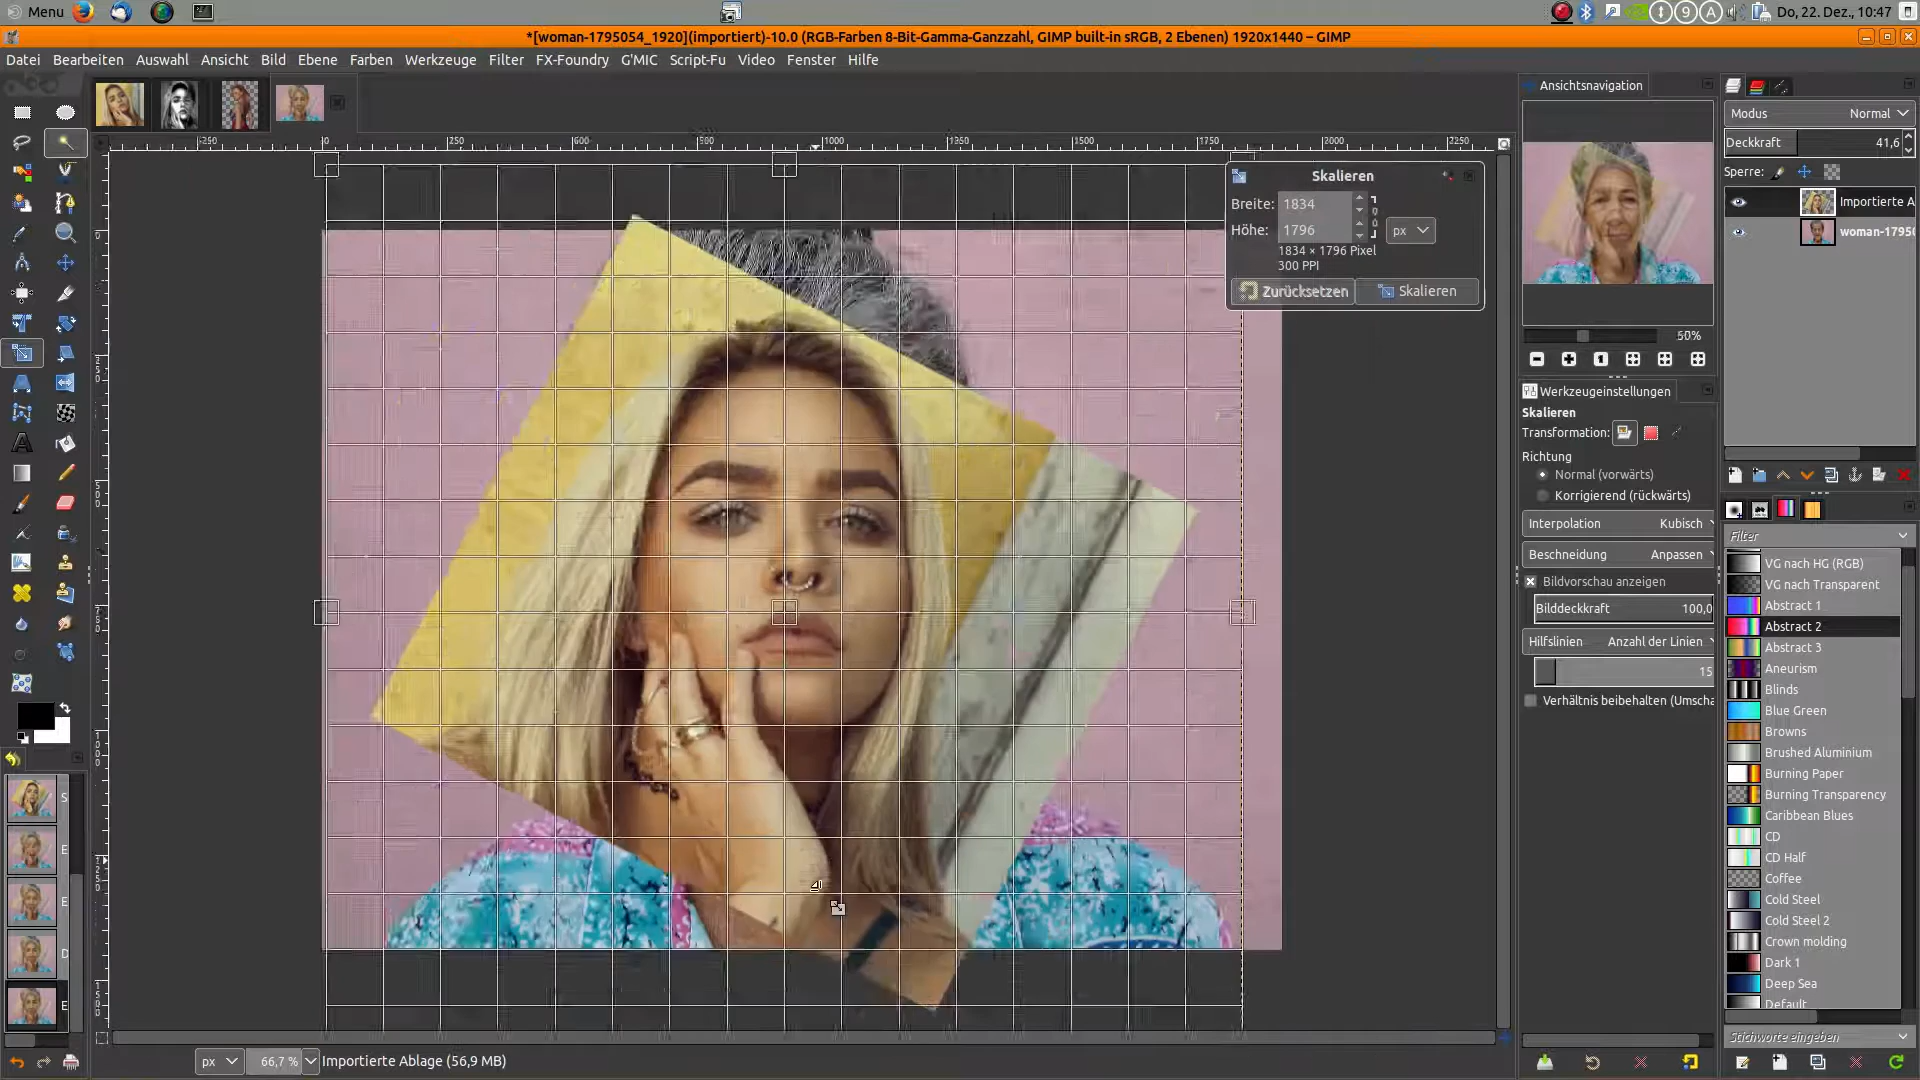 Menu
Do, 22. Dez., 10:47
*[woman-1795054_1920](importiert)-10.0 (RGB-Farben 8-Bit-Gamma-Ganzzahl, GIMP built-in sRGB, 2 Ebenen) 1920x1440 – GIMP
Datei Bearbeiten Auswahl Ansicht Bild Ebene Farben Werkzeuge Filter FX-Foundry G'MIC Script-Fu Video Fenster Hilfe
Skalieren
Breite: 1834
Höhe: 1796 px
1834 × 1796 Pixel
300 PPI
Zurücksetzen Skalieren
px 66,7 % Importierte Ablage (56,9 MB)
Ansichtsnavigation
50%
Werkzeugeinstellungen
Skalieren
Transformation:
Richtung
Normal (vorwärts)
Korrigierend (rückwärts)
Interpolation Kubisch
Beschneidung Anpassen
Bildvorschau anzeigen
Bilddeckkraft 100,0
Hilfslinien Anzahl der Linien
15
Verhältnis beibehalten (Umscha
Modus Normal
Deckkraft 41,6
Sperre:
Importierte A
woman-1795
Filter
VG nach HG (RGB)
VG nach Transparent
Abstract 1
Abstract 2
Abstract 3
Aneurism
Blinds
Blue Green
Browns
Brushed Aluminium
Burning Paper
Burning Transparency
Caribbean Blues
CD
CD Half
Coffee
Cold Steel
Cold Steel 2
Crown molding
Dark 1
Deep Sea
Default
Stichworte eingeben